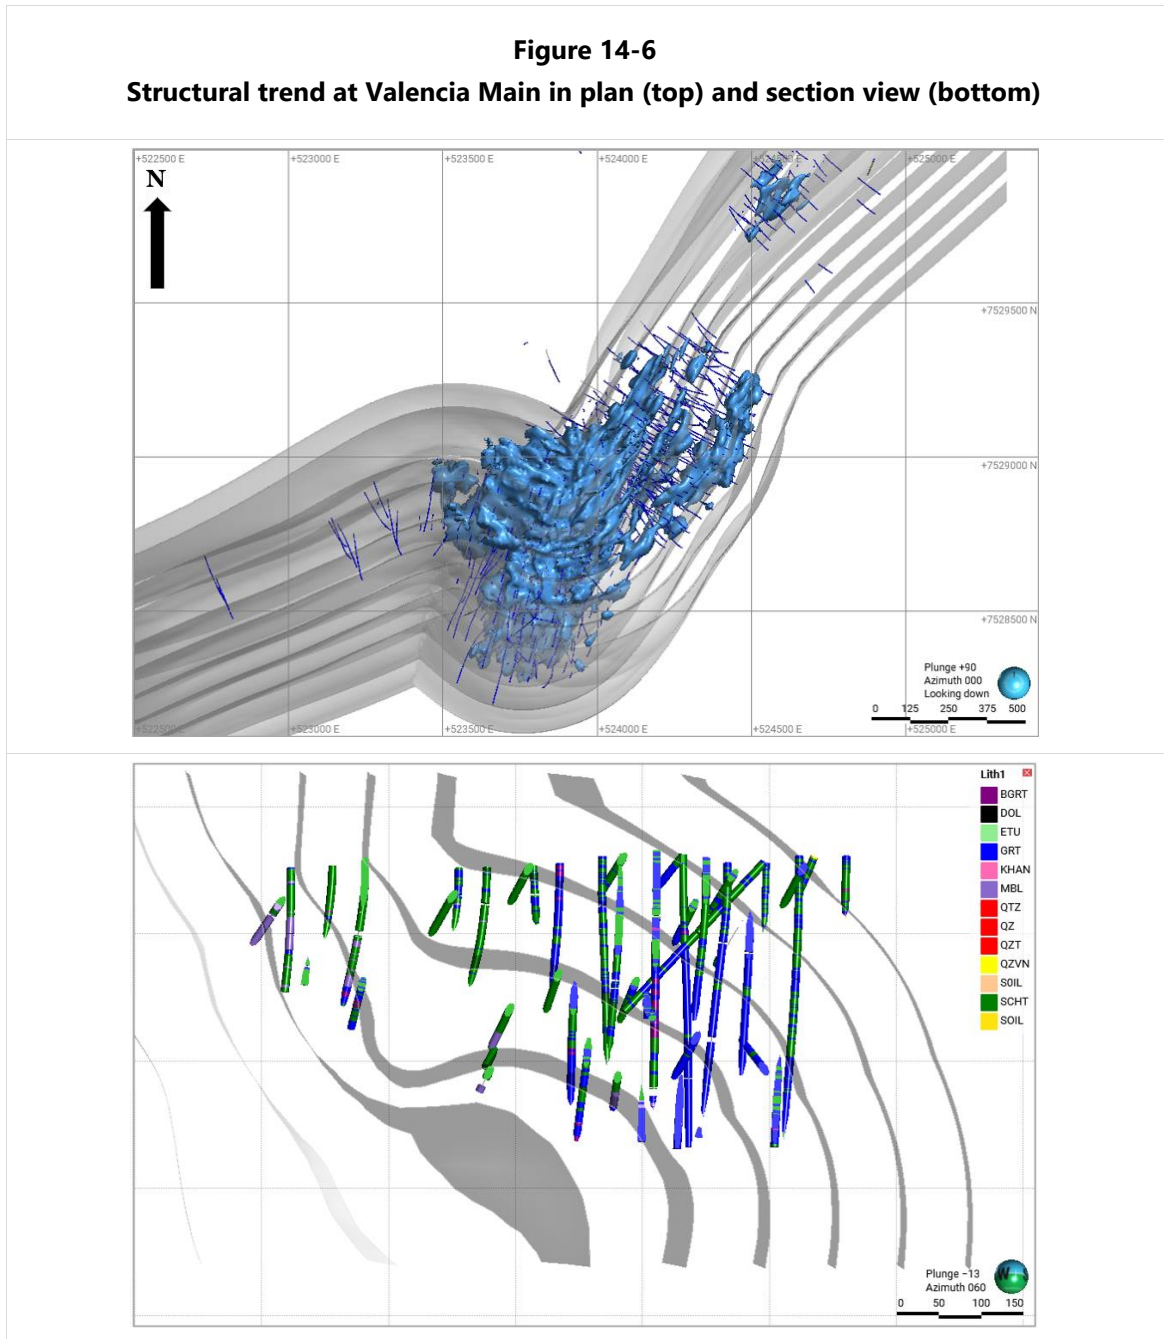 Figure 14-6
Structural trend at Valencia Main in plan (top) and section view (bottom)
+522500 E
+523000 E
+523500 E
+524000 E
+524500 E
+525000 E
N
+7529500 N
+7529000 N
+7528500 N
Plunge +90
Azimuth 000
Looking down
0 125 250 375 500
+522500 E
+523000 E
+523500 E
+524000 E
+524500 E
+525000 E
Lith1
BGRT
DOL
ETU
GRT
KHAN
MBL
QTZ
QZ
QZT
QZVN
S0IL
SCHT
SOIL
Plunge −13
Azimuth 060
W
0 50 100 150